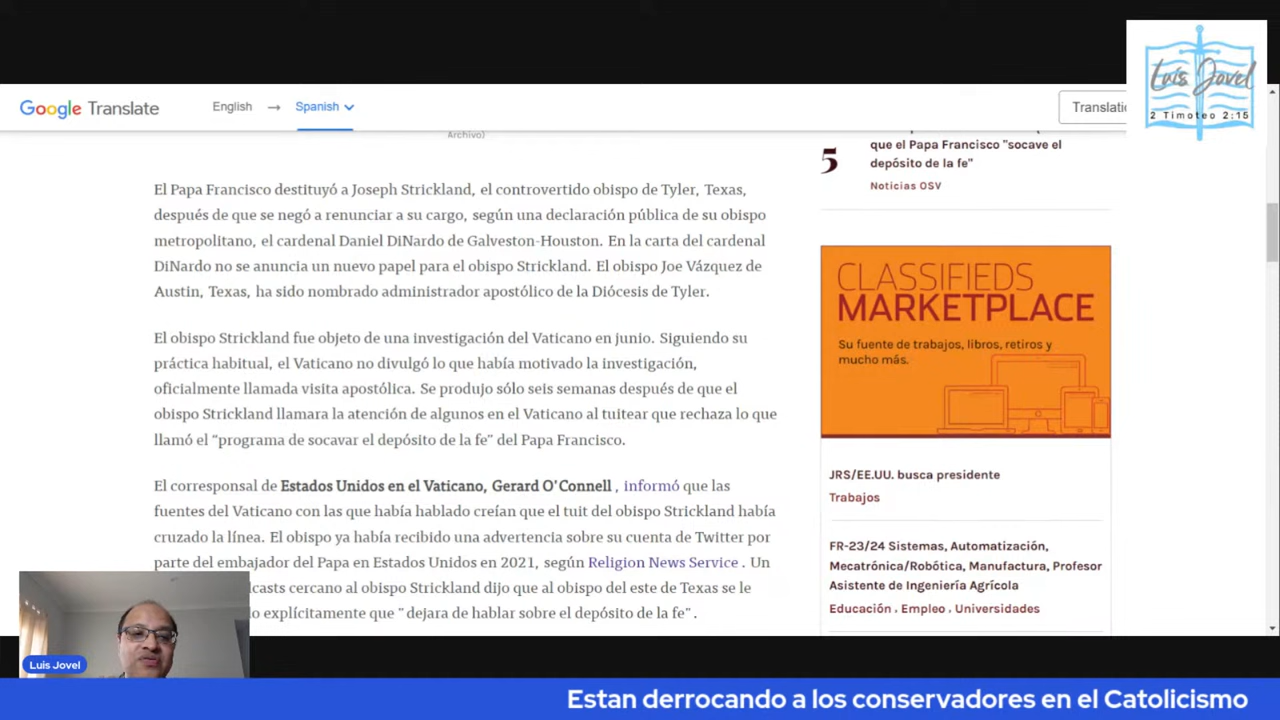 Luis Jovel
2 Timoteo 2:15
Google Translate
English → Spanish
Translatio
Archivo)
que el Papa Francisco "socave el
5
depósito de la fe"
Noticias OSV
El Papa Francisco destituyó a Joseph Strickland, el controvertido obispo de Tyler, Texas,
después de que se negó a renunciar a su cargo, según una declaración pública de su obispo
metropolitano, el cardenal Daniel DiNardo de Galveston-Houston. En la carta del cardenal
DiNardo no se anuncia un nuevo papel para el obispo Strickland. El obispo Joe Vázquez de
Austin, Texas, ha sido nombrado administrador apostólico de la Diócesis de Tyler.
El obispo Strickland fue objeto de una investigación del Vaticano en junio. Siguiendo su
práctica habitual, el Vaticano no divulgó lo que había motivado la investigación,
oficialmente llamada visita apostólica. Se produjo sólo seis semanas después de que el
obispo Strickland llamara la atención de algunos en el Vaticano al tuitear que rechaza lo que
llamó el "programa de socavar el depósito de la fe" del Papa Francisco.
El corresponsal de Estados Unidos en el Vaticano, Gerard O'Connell , informó que las
fuentes del Vaticano con las que había hablado creían que el tuit del obispo Strickland había
cruzado la línea. El obispo ya había recibido una advertencia sobre su cuenta de Twitter por
parte del embajador del Papa en Estados Unidos en 2021, según Religion News Service . Un
casts cercano al obispo Strickland dijo que al obispo del este de Texas se le
o explícitamente que "dejara de hablar sobre el depósito de la fe".
CLASSIFIEDS
MARKETPLACE
Su fuente de trabajos, libros, retiros y
mucho más.
JRS/EE.UU. busca presidente
Trabajos
FR-23/24 Sistemas, Automatización,
Mecatrónica/Robótica, Manufactura, Profesor
Asistente de Ingeniería Agrícola
Educación , Empleo , Universidades
Luis Jovel
Estan derrocando a los conservadores en el Catolicismo